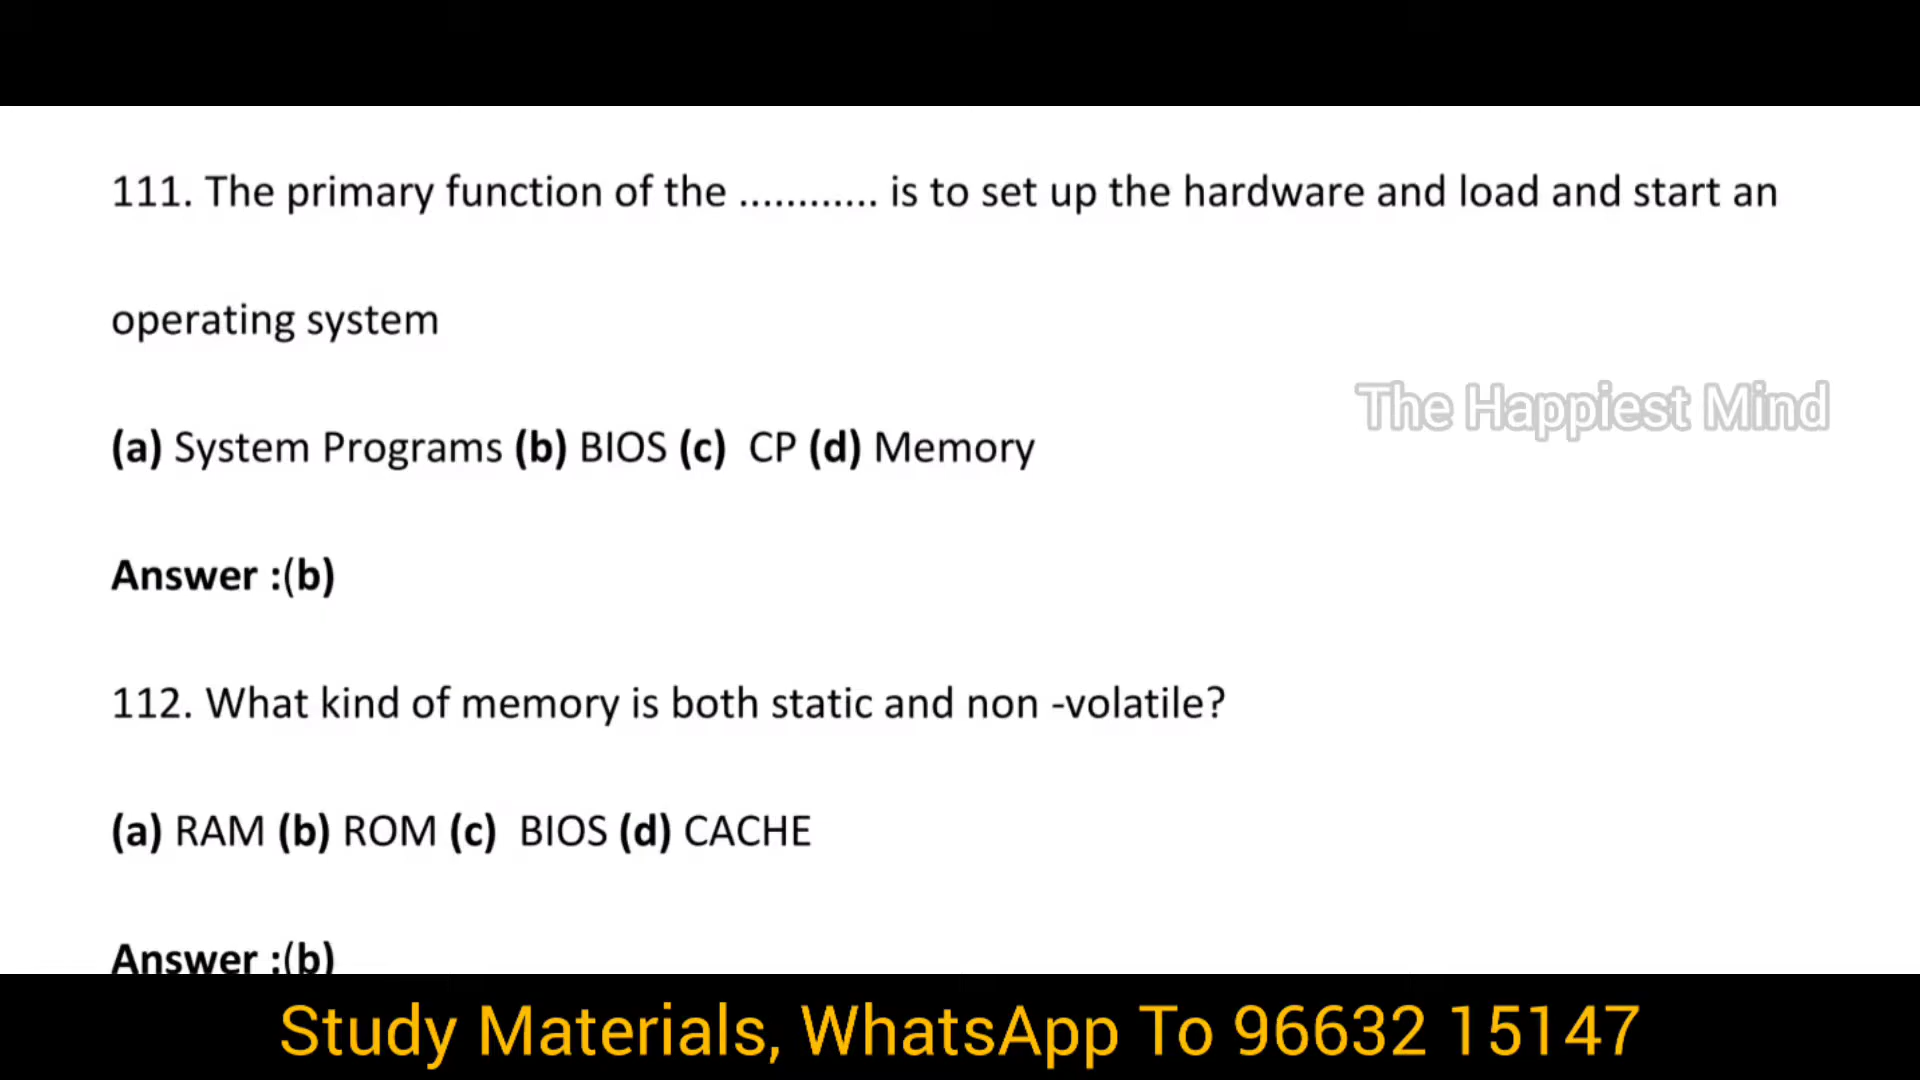 111. The primary function of the ............ is to set up the hardware and load and start an
operating system
The Happiest Mind
(a) System Programs (b) BIOS (c) CP (d) Memory
Answer :(b)
112. What kind of memory is both static and non -volatile?
(a) RAM (b) ROM (c) BIOS (d) CACHE
Answer :(b)
Study Materials, WhatsApp To 96632 15147